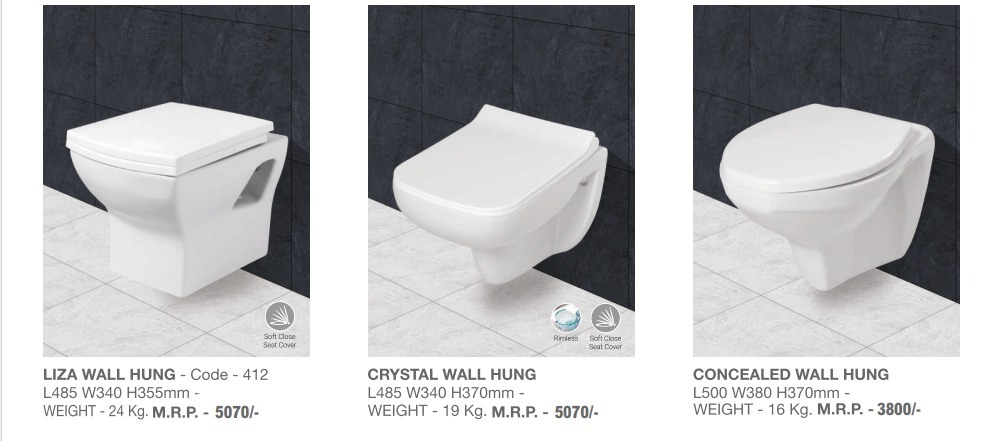 Soft Close
Seat Cover
LIZA WALL HUNG - Code - 412
L485 W340 H355mm -
WEIGHT - 24 Kg. M.R.P. - 5070/-
Rimless
Soft Close
Seat Cover
CRYSTAL WALL HUNG
L485 W340 H370mm -
WEIGHT - 19 Kg. M.R.P. - 5070/-
CONCEALED WALL HUNG
L500 W380 H370mm -
WEIGHT - 16 Kg. M.R.P. - 3800/-